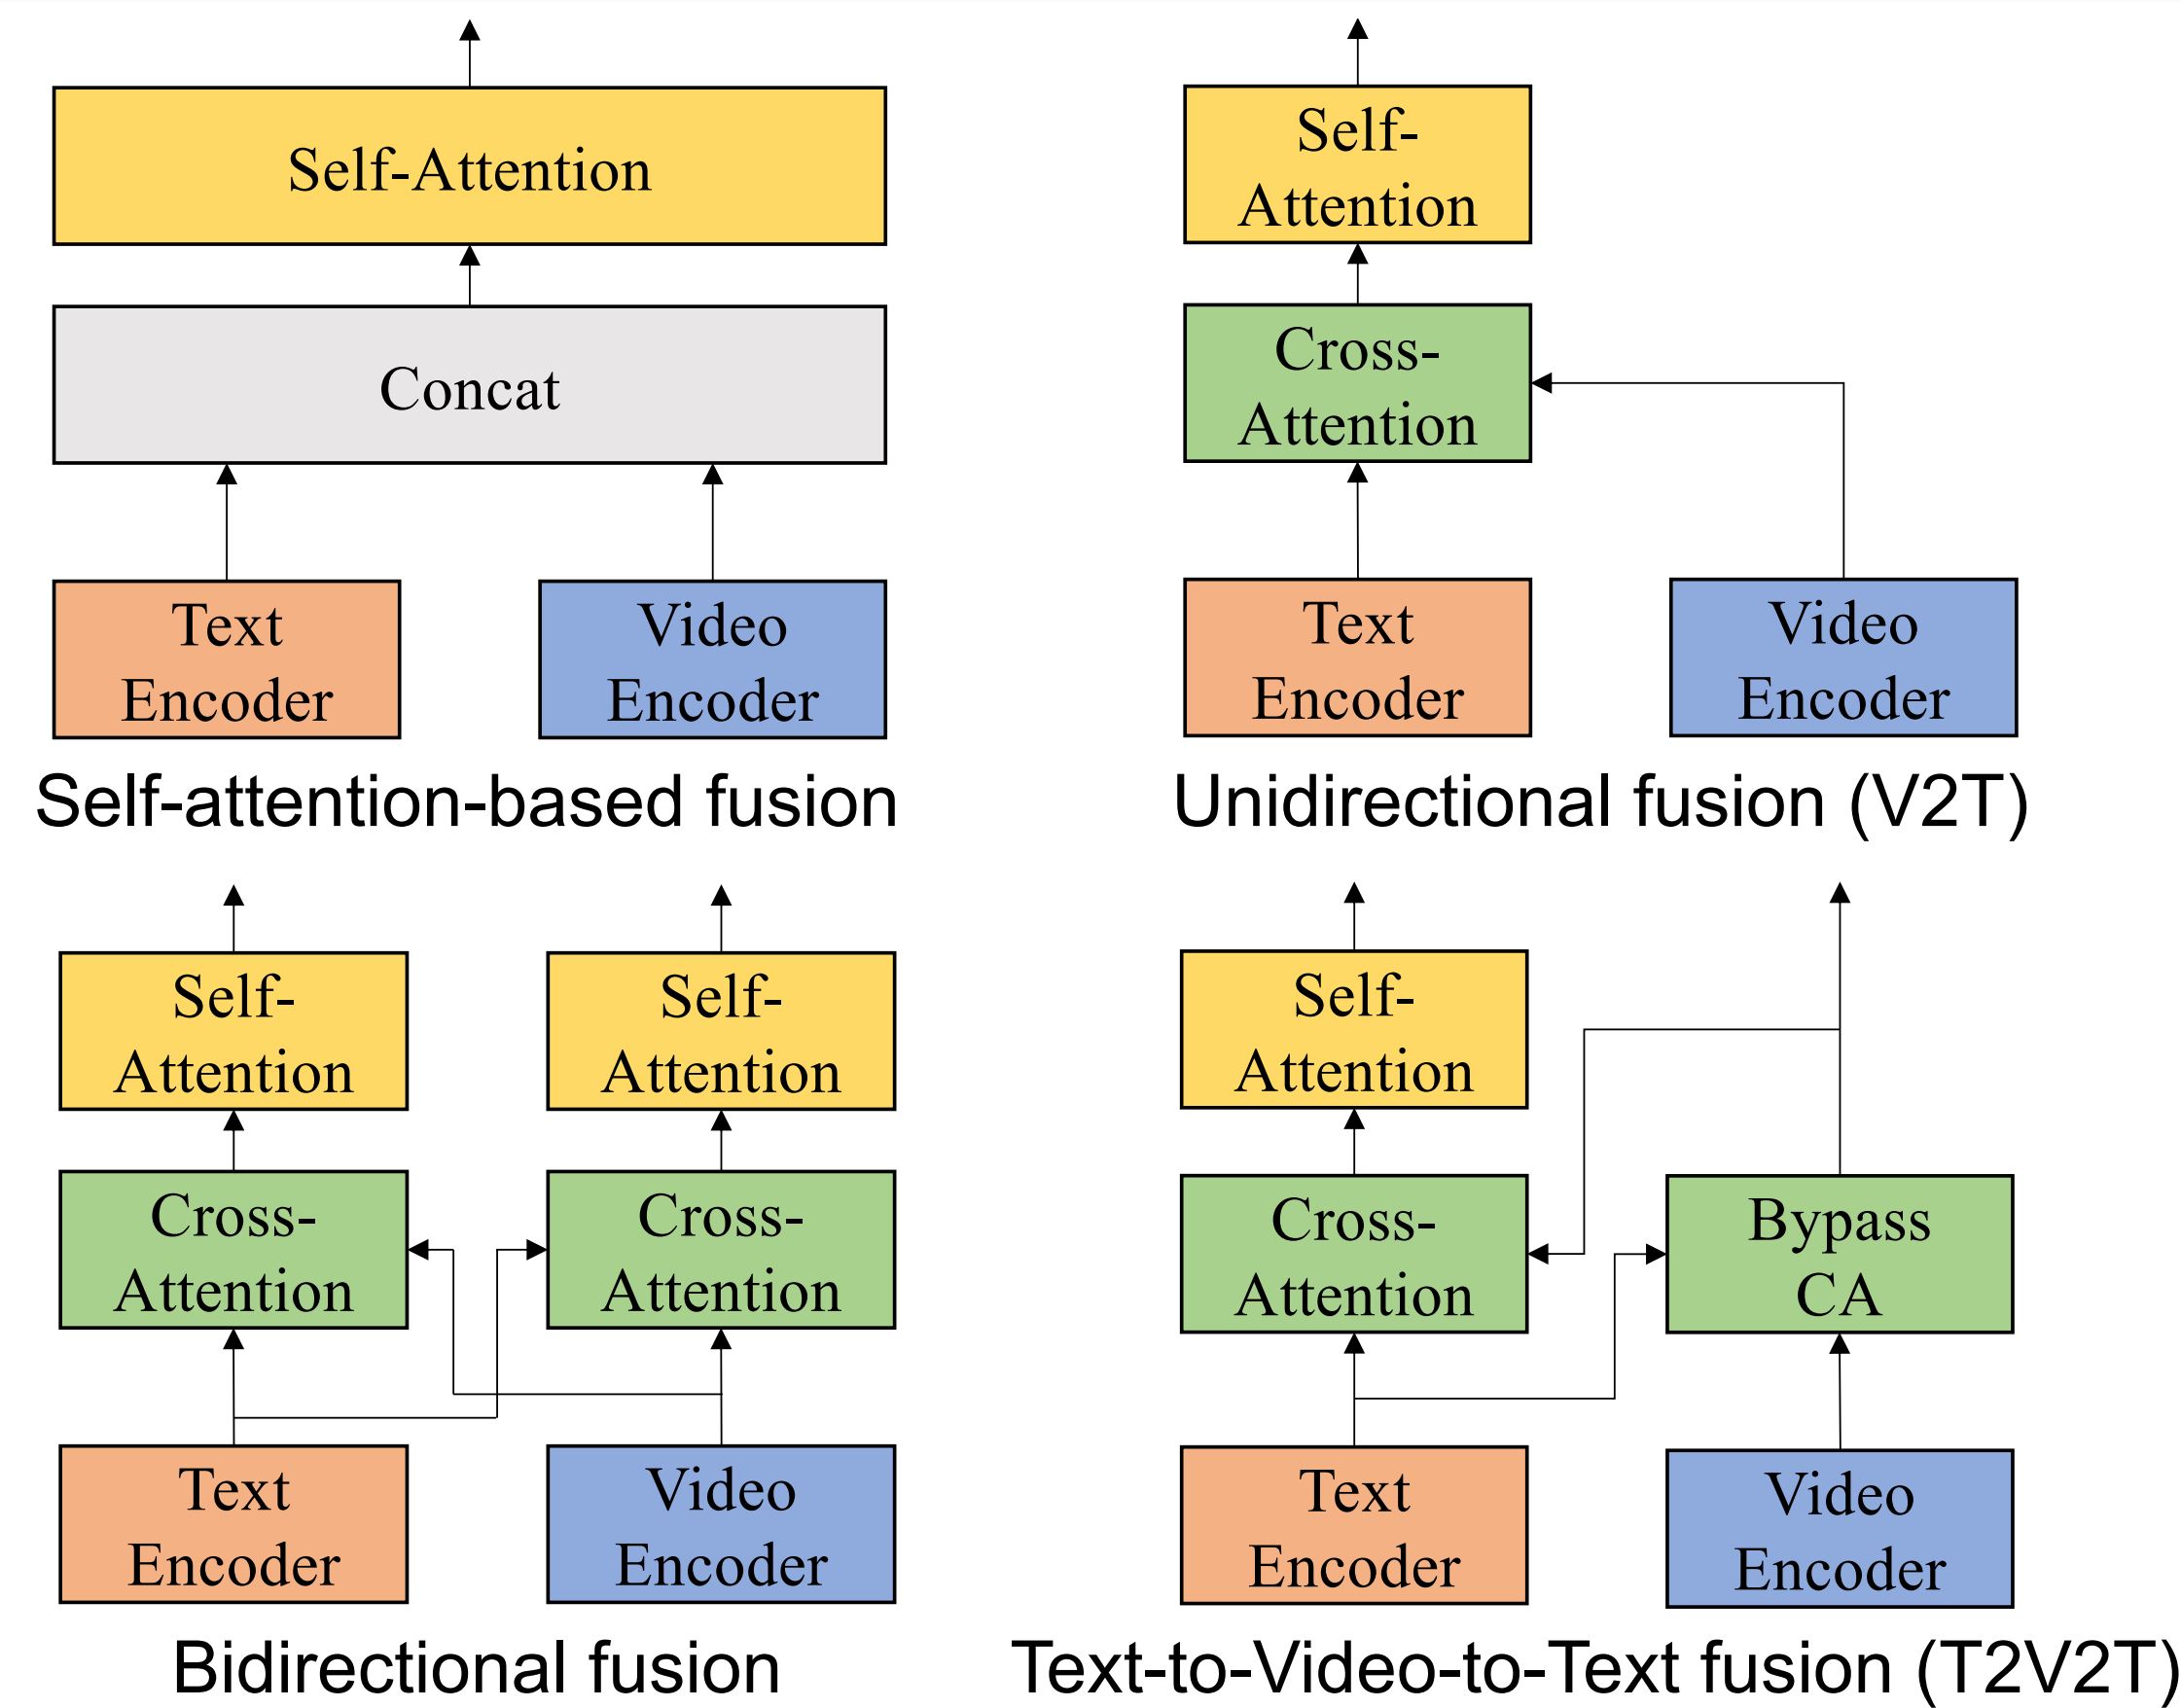 Self-Attention
Concat
Text
Encoder
Video
Encoder
Self-attention-based fusion
Self-
Attention
Cross-
Attention
Text
Encoder
Video
Encoder
Unidirectional fusion (V2T)
Self-
Attention
Self-
Attention
Cross-
Attention
Cross-
Attention
Text
Encoder
Video
Encoder
Bidirectional fusion
Self-
Attention
Cross-
Attention
Bypass
CA
Text
Encoder
Video
Encoder
Text-to-Video-to-Text fusion (T2V2T)